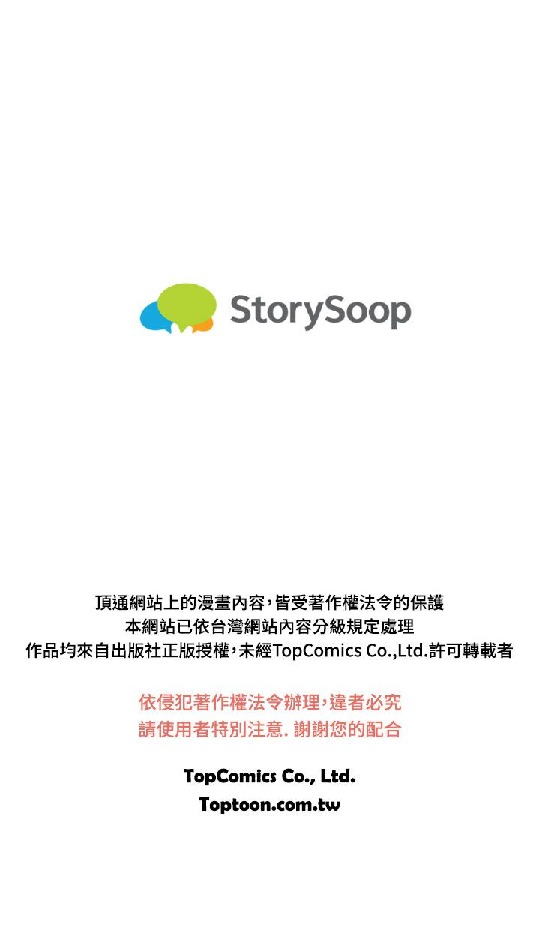 StorySoop
頂通網站上的漫畫內容，皆受著作權法令的保護
本網站已依台灣網站內容分級規定處理
作品均來自出版社正版授權，未經TopComics Co.,Ltd.許可轉載者
依侵犯著作權法令辦理，違者必究
請使用者特別注意. 謝謝您的配合
TopComics Co., Ltd.
Toptoon.com.tw